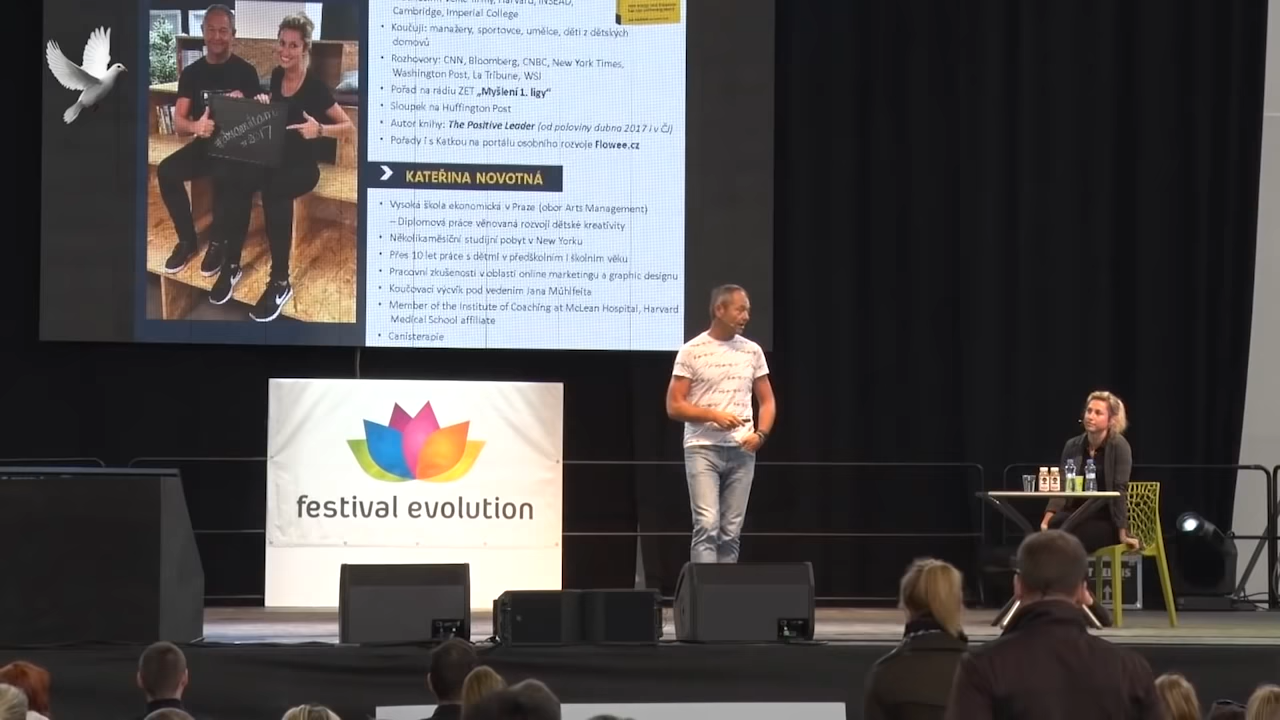 Cambridge, Imperial College
• Koučuji: manažery, sportovce, umělce, děti z dětských
domovů
• Rozhovory: CNN, Bloomberg, CNBC, New York Times,
Washington Post, La Tribune, WSJ
• Pořad na rádiu ZET „Myšlení 1. ligy“
• Sloupek na Huffington Post
• Autor knihy: The Positive Leader (od poloviny dubna 2017 i v ČJ)
• Pořady i s Katkou na portálu osobního rozvoje Flowee.cz
KATEŘINA NOVOTNÁ
• Vysoká škola ekonomická v Praze (obor Arts Management)
– Diplomová práce věnovaná rozvoji dětské kreativity
• Několikaměsíční studijní pobyt v New Yorku
• Přes 10 let práce s dětmi v předškolním i školním věku
• Pracovní zkušenosti v oblasti online marketingu a graphic designu
• Koučovací výcvik pod vedením Jana Mühlfeita
• Member of the Institute of Coaching at McLean Hospital, Harvard
Medical School affiliate
• Canisterapie
festival evolution